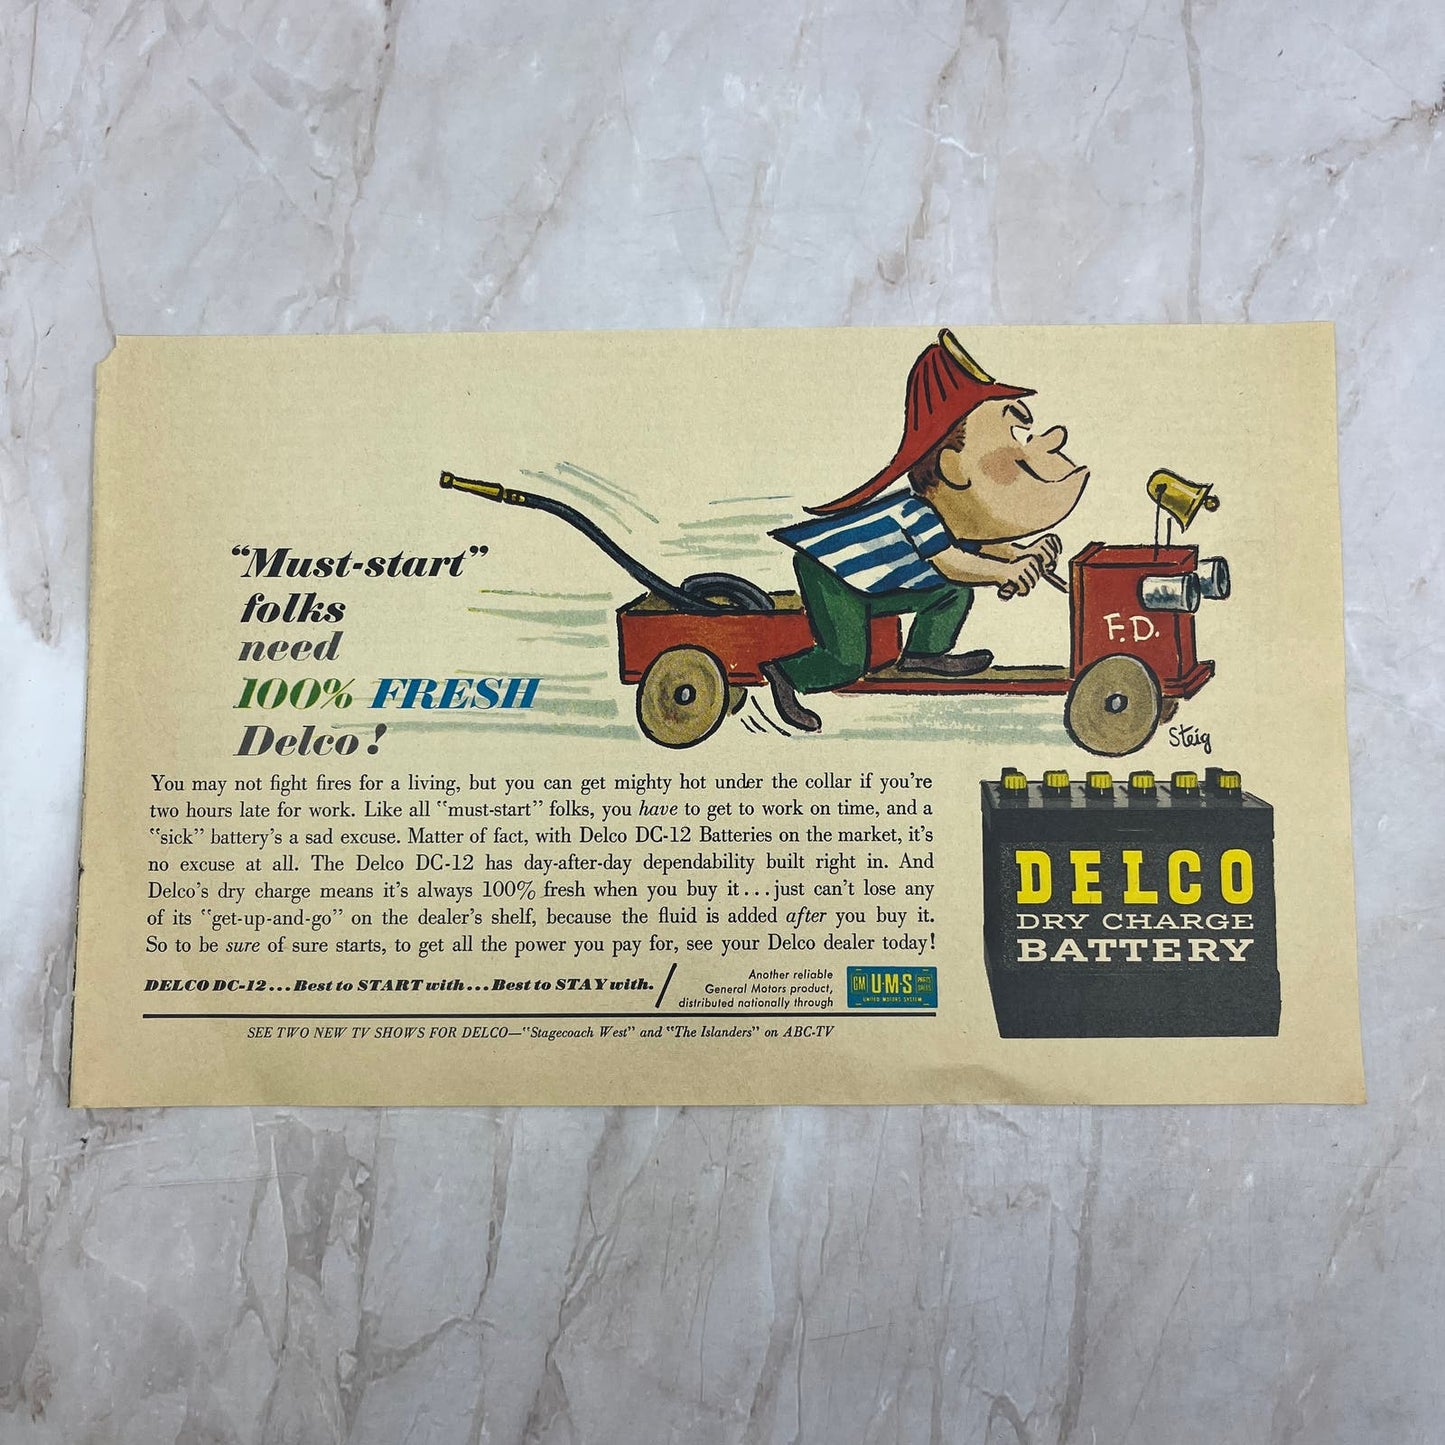 F.D.
Steig
“Must-start”
folks
need
100% FRESH
Delco!
You may not fight fires for a living, but you can get mighty hot under the collar if you’re
two hours late for work. Like all “must-start” folks, you have to get to work on time, and a
“sick” battery’s a sad excuse. Matter of fact, with Delco DC-12 Batteries on the market, it’s
no excuse at all. The Delco DC-12 has day-after-day dependability built right in. And
Delco’s dry charge means it’s always 100% fresh when you buy it...just can’t lose any
of its “get-up-and-go” on the dealer’s shelf, because the fluid is added after you buy it.
So to be sure of sure starts, to get all the power you pay for, see your Delco dealer today!
DELCO DC-12...Best to START with...Best to STAY with.
Another reliable
General Motors product,
distributed nationally through
GM U·M·S PARTS SALES
UNITED MOTORS SYSTEM
SEE TWO NEW TV SHOWS FOR DELCO—“Stagecoach West” and “The Islanders” on ABC-TV
DELCO
DRY CHARGE
BATTERY